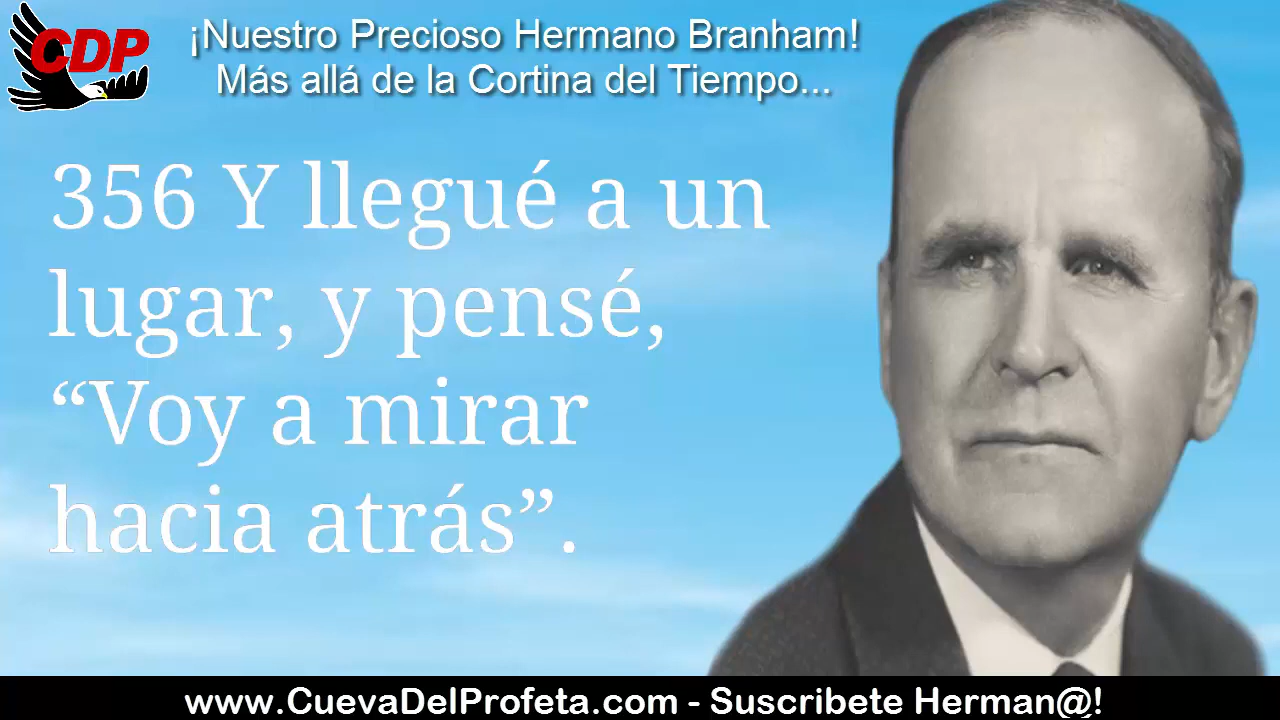 CDP
¡Nuestro Precioso Hermano Branham!
Más allá de la Cortina del Tiempo...
356 Y llegué a un
lugar, y pensé,
“Voy a mirar
hacia atrás”.
www.CuevaDelProfeta.com - Suscribete Herman@!